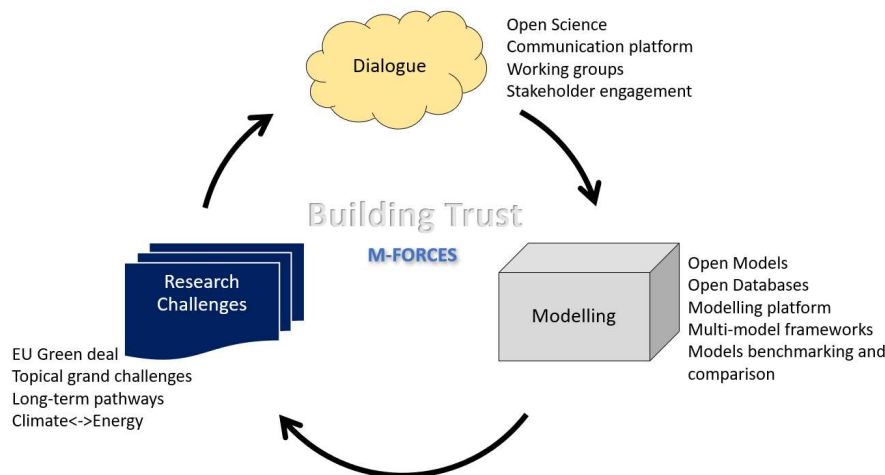 Dialogue
Open Science
Communication platform
Working groups
Stakeholder engagement
Building Trust
M-FORCES
Research
Challenges
EU Green deal
Topical grand challenges
Long-term pathways
Climate<->Energy
Modelling
Open Models
Open Databases
Modelling platform
Multi-model frameworks
Models benchmarking and
comparison